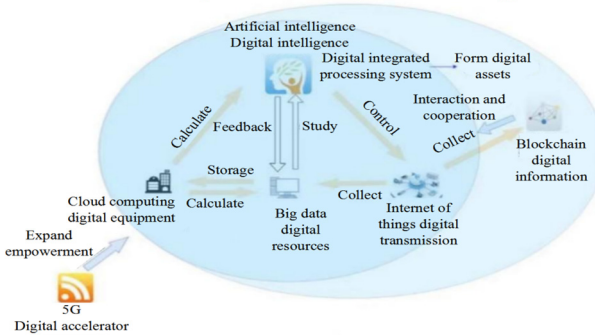 Artificial intelligence
Digital intelligence
Digital integrated
processing system
Form digital
assets
Calculate
Feedback
Study
Control
Interaction and
cooperation
Collect
Blockchain
digital
information
Storage
Calculate
Collect
Cloud computing
digital equipment
Big data
digital
resources
Internet of
things digital
transmission
Expand
empowerment
5G
Digital accelerator